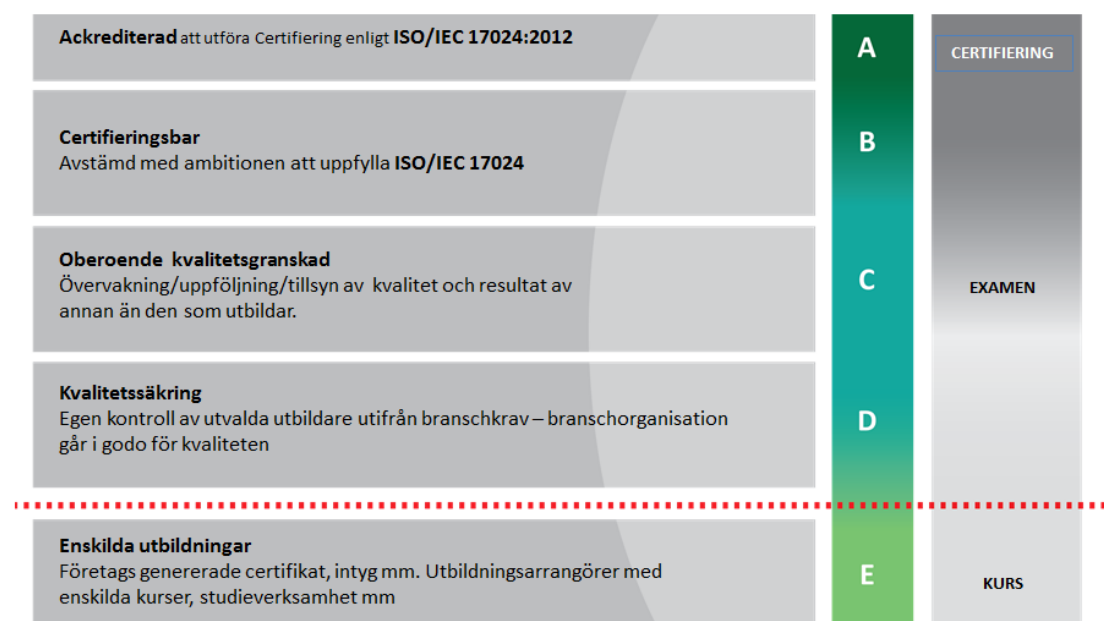 Ackrediterad att utföra Certifiering enligt ISO/IEC 17024:2012
A
CERTIFIERING
Certifieringsbar
Avstämd med ambitionen att uppfylla ISO/IEC 17024
B
Oberoende kvalitetsgranskad
Övervakning/uppföljning/tillsyn av kvalitet och resultat av
annan än den som utbildar.
C
EXAMEN
Kvalitetssäkring
Egen kontroll av utvalda utbildare utifrån branschkrav – branschorganisation
går i godo för kvaliteten
D
Enskilda utbildningar
Företags genererade certifikat, intyg mm. Utbildningsarrangörer med
enskilda kurser, studieverksamhet mm
E
KURS